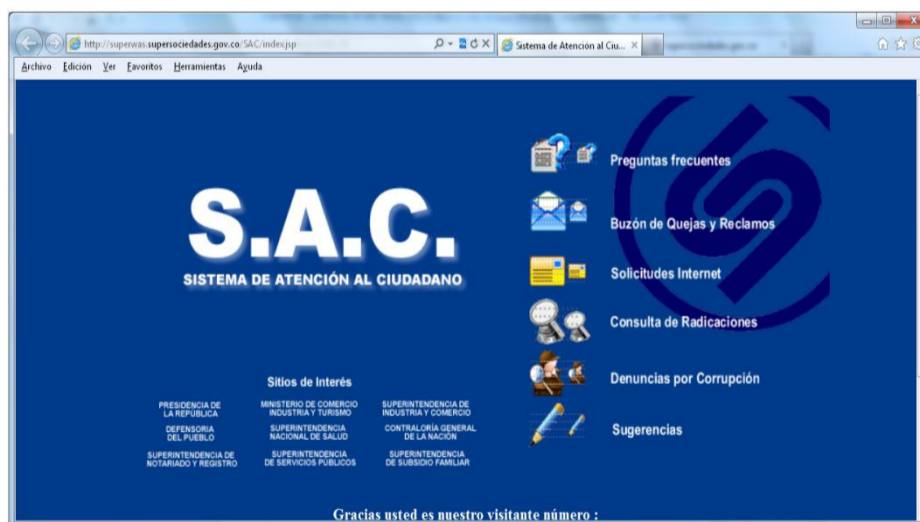 http://superwas.supersociedades.gov.co/SAC/index.jsp
Sistema de Atención al Ciu...
Archivo Edición Ver Favoritos Herramientas Ayuda
S.A.C.
SISTEMA DE ATENCIÓN AL CIUDADANO
Preguntas frecuentes
Buzón de Quejas y Reclamos
Solicitudes Internet
Consulta de Radicaciones
Denuncias por Corrupción
Sugerencias
Sitios de Interés
PRESIDENCIA DE
LA REPÚBLICA
MINISTERIO DE COMERCIO
INDUSTRIA Y TURISMO
SUPERINTENDENCIA DE
INDUSTRIA Y COMERCIO
DEFENSORIA
DEL PUEBLO
SUPERINTENDENCIA
NACIONAL DE SALUD
CONTRALORÍA GENERAL
DE LA NACIÓN
SUPERINTENDENCIA DE
NOTARIADO Y REGISTRO
SUPERINTENDENCIA
DE SERVICIOS PÚBLICOS
SUPERINTENDENCIA
DE SUBSIDIO FAMILIAR
Gracias usted es nuestro visitante número :